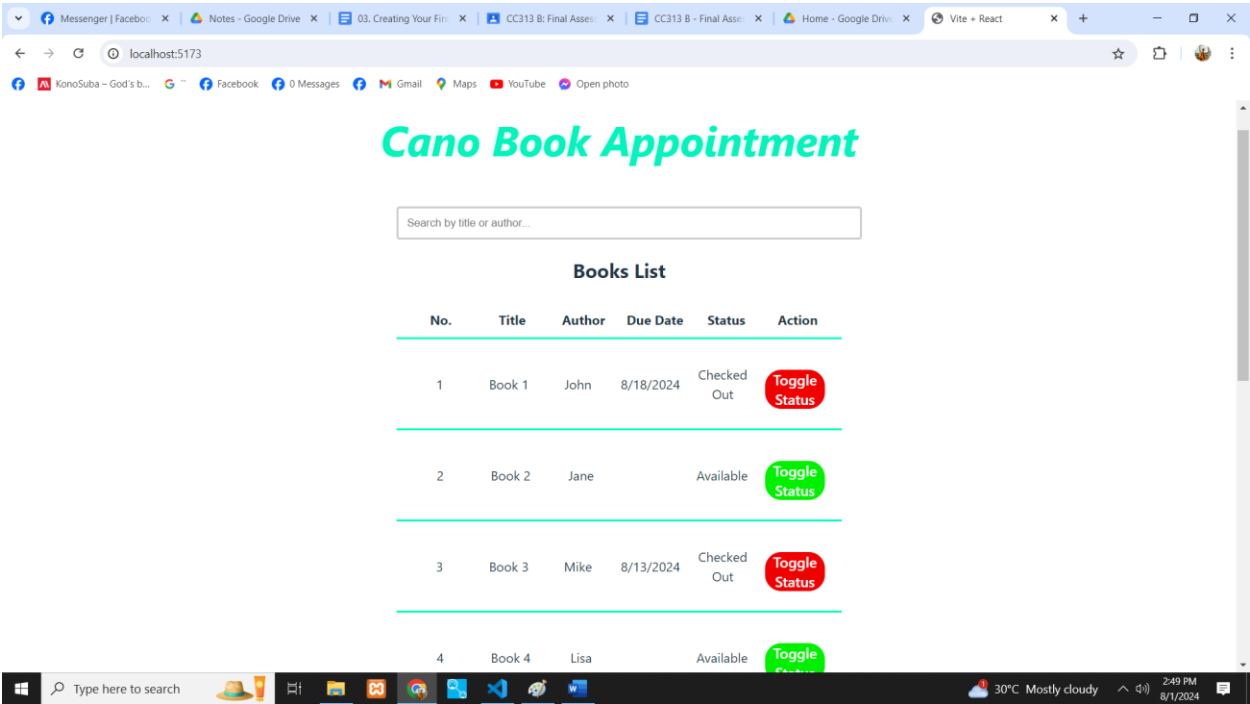 Messenger | Faceboo
Notes - Google Drive
03. Creating Your Firs
CC313 B: Final Assess
CC313 B - Final Asses
Home - Google Drive
Vite + React
localhost:5173
KonoSuba – God's b...
Facebook
0 Messages
Gmail
Maps
YouTube
Open photo
Cano Book Appointment
Search by title or author...
Books List
No. Title Author Due Date Status Action
1 Book 1 John 8/18/2024 Checked Out Toggle Status
2 Book 2 Jane Available Toggle Status
3 Book 3 Mike 8/13/2024 Checked Out Toggle Status
4 Book 4 Lisa Available Toggle Status
Type here to search
30°C Mostly cloudy
2:49 PM
8/1/2024